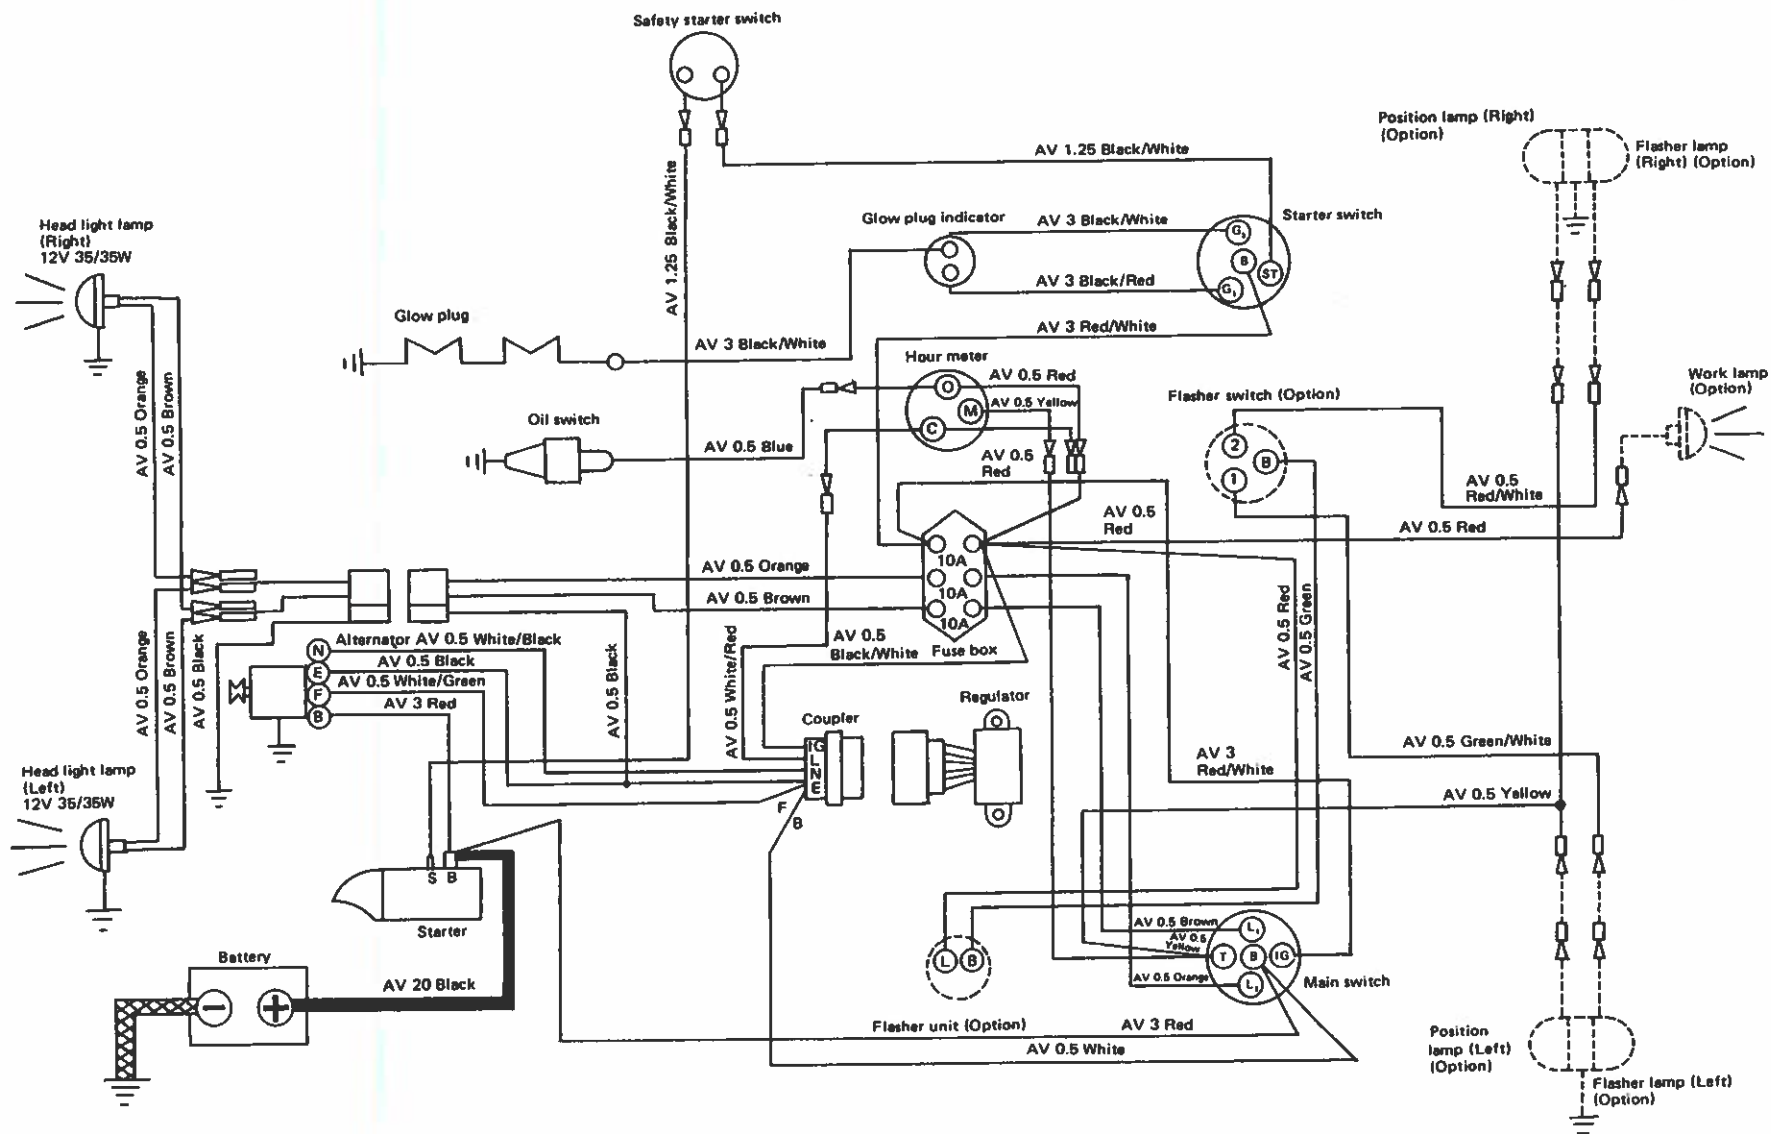 Safety starter switch
Position lamp (Right)
(Option)
Flasher lamp
(Right) (Option)
AV 1.25 Black/White
AV 1.25 Black/White
Head light lamp
(Right)
12V 35/35W
Glow plug indicator
AV 3 Black/White
Starter switch
G₂
B
ST
G₁
AV 3 Black/Red
AV 3 Red/White
Glow plug
AV 3 Black/White
Hour meter
O
M
C
AV 0.5 Red
AV 0.5 Yellow
Work lamp
(Option)
Flasher switch (Option)
2
B
1
AV 0.5 Orange
AV 0.5 Brown
Oil switch
AV 0.5 Blue
AV 0.5
Red
AV 0.5
Red/White
AV 0.5
Red
AV 0.5 Red
10A
10A
10A
Fuse box
AV 0.5 Orange
AV 0.5 Brown
AV 0.5 Red
AV 0.5 Green
AV 0.5
Black/White
AV 0.5 Orange
AV 0.5 Brown
AV 0.5 Black
N
E
F
B
Alternator AV 0.5 White/Black
AV 0.5 Black
AV 0.5 White/Green
AV 3 Red
AV 0.5 Black
AV 0.5 White/Red
Regulator
Coupler
IG
L
N
E
F
B
AV 3
Red/White
AV 0.5 Green/White
AV 0.5 Yellow
Head light lamp
(Left)
12V 35/35W
S B
Starter
AV 0.5 Brown
AV 0.5
Yellow
AV 0.5 Orange
L₁
T
B
IG
L₂
Main switch
L
B
Battery
−
+
AV 20 Black
Flasher unit (Option)
AV 3 Red
AV 0.5 White
Position
lamp (Left)
(Option)
Flasher lamp (Left)
(Option)